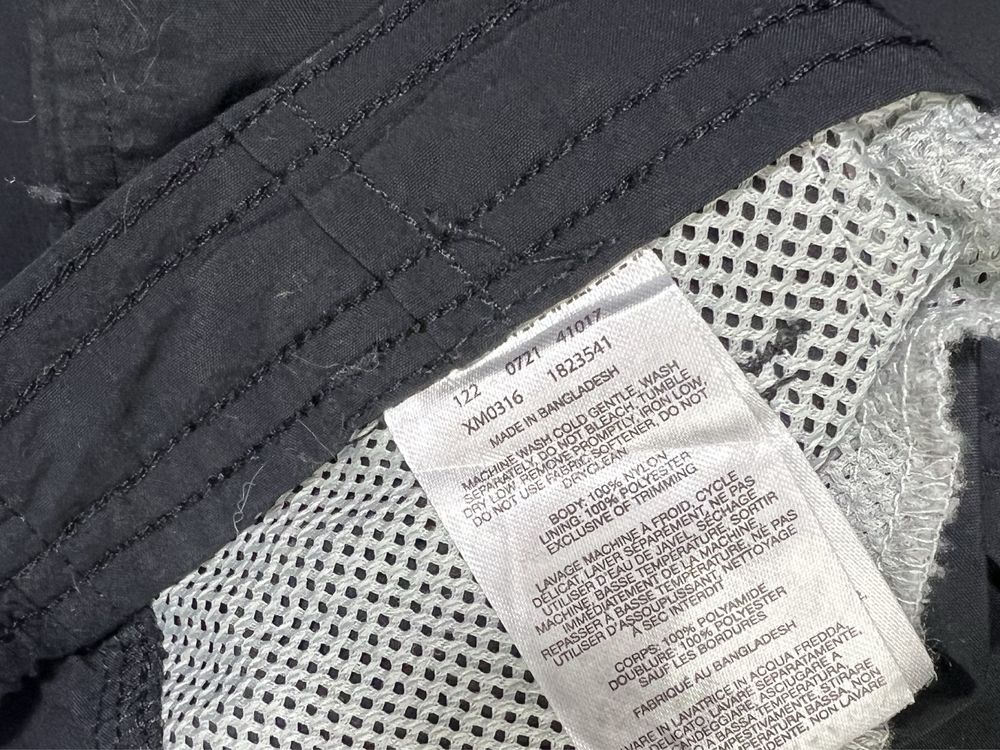 122 0721 41017
XM0316 1823541
MADE IN BANGLADESH
MACHINE WASH COLD GENTLE, WASH
SEPARATELY, DO NOT BLEACH, TUMBLE
DRY LOW, REMOVE PROMPTLY, IRON LOW,
DO NOT USE FABRIC SOFTENER, DO NOT
DRYCLEAN
BODY: 100% NYLON
LINING: 100% POLYESTER
EXCLUSIVE OF TRIMMING
LAVAGE MACHINE À FROID, CYCLE
DÉLICAT, LAVER SÉPARÉMENT, NE PAS
UTILISER D'EAU DE JAVEL, SÉCHAGE
MACHINE BASSE TEMPÉRATURE, SORTIR
IMMÉDIATEMENT DE LA MACHINE,
REPASSER À BASSE TEMPÉRATURE, NE PAS
UTILISER D'ASSOUPLISSANT, NETTOYAGE
À SEC INTERDIT
CORPS: 100% POLYAMIDE
DOUBLURE: 100% POLYESTER
SAUF LES BORDURES
FABRIQUÉ AU BANGLADESH
VARE IN LAVATRICE IN ACQUA FREDDA,
DELICATO LAVARE SEPARATAMENTE,
ANDEGGIARE, ASCIUGARE A
BASSA TEMPERATURA,
TEMPESTIVAMENTE, STIRARE
TEMPERATURA BASSA, NON
DENTE, NON LAVARE